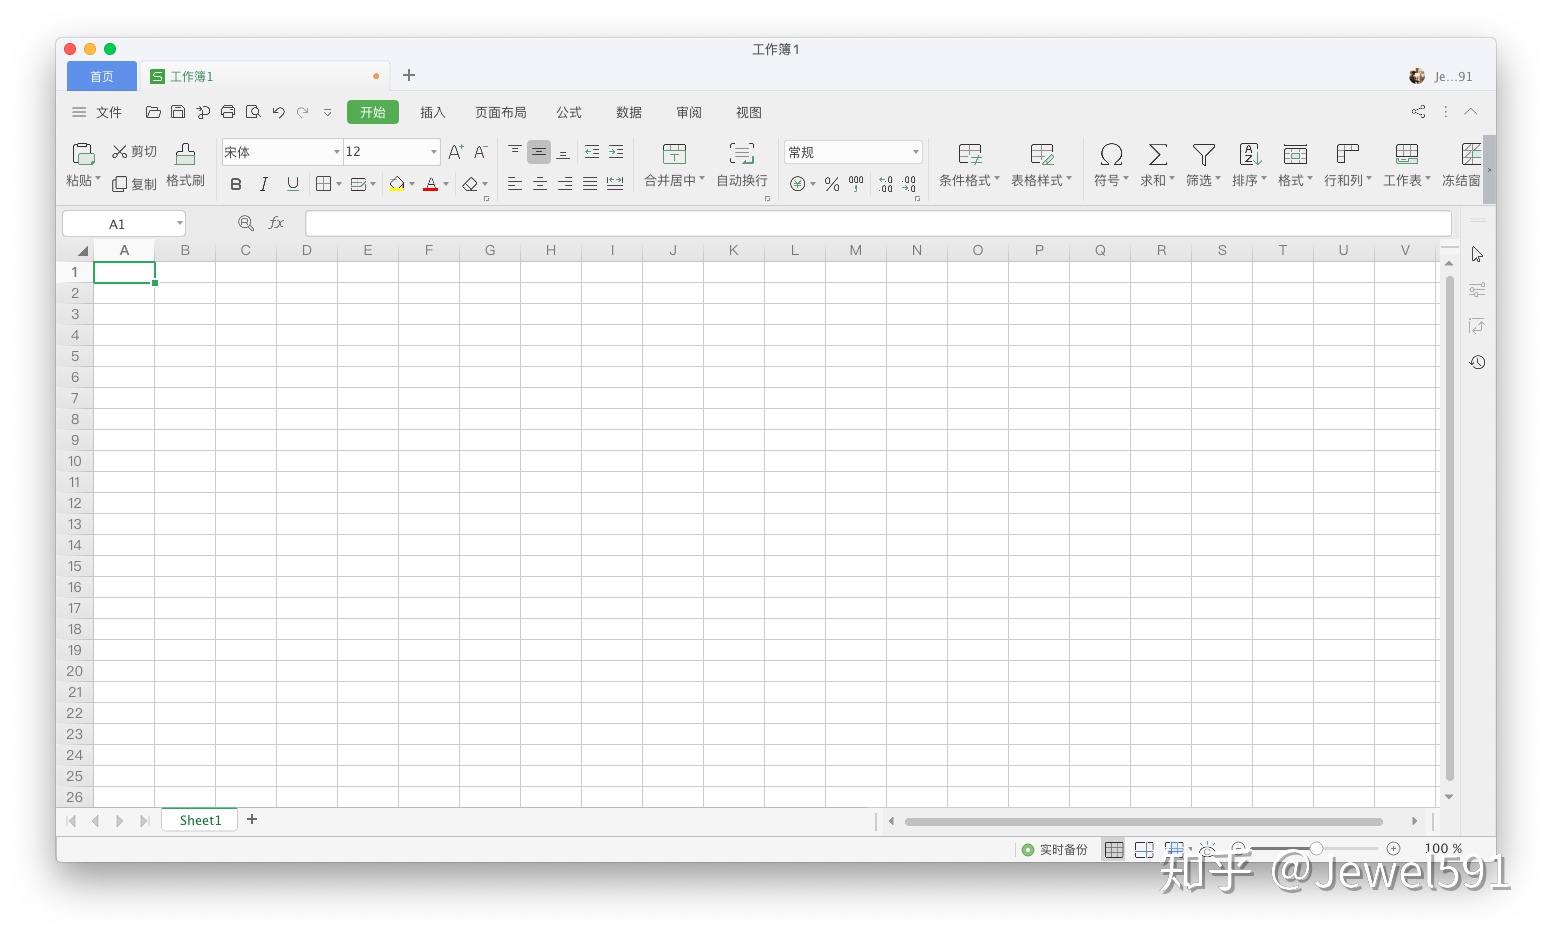 工作簿1
首页 S 工作簿1 Je...91
文件 开始 插入 页面布局 公式 数据 审阅 视图
剪切 宋体 12 A+ A- 常规
粘贴 复制 格式刷 B I U A 合并居中 自动换行 % 000 条件格式 表格样式 符号 求和 筛选 排序 格式 行和列 工作表 冻结窗
A1 fx
A B C D E F G H I J K L M N O P Q R S T U V
1
2
3
4
5
6
7
8
9
10
11
12
13
14
15
16
17
18
19
20
21
22
23
24
25
26
Sheet1
实时备份 100 %
知乎 @Jewel591